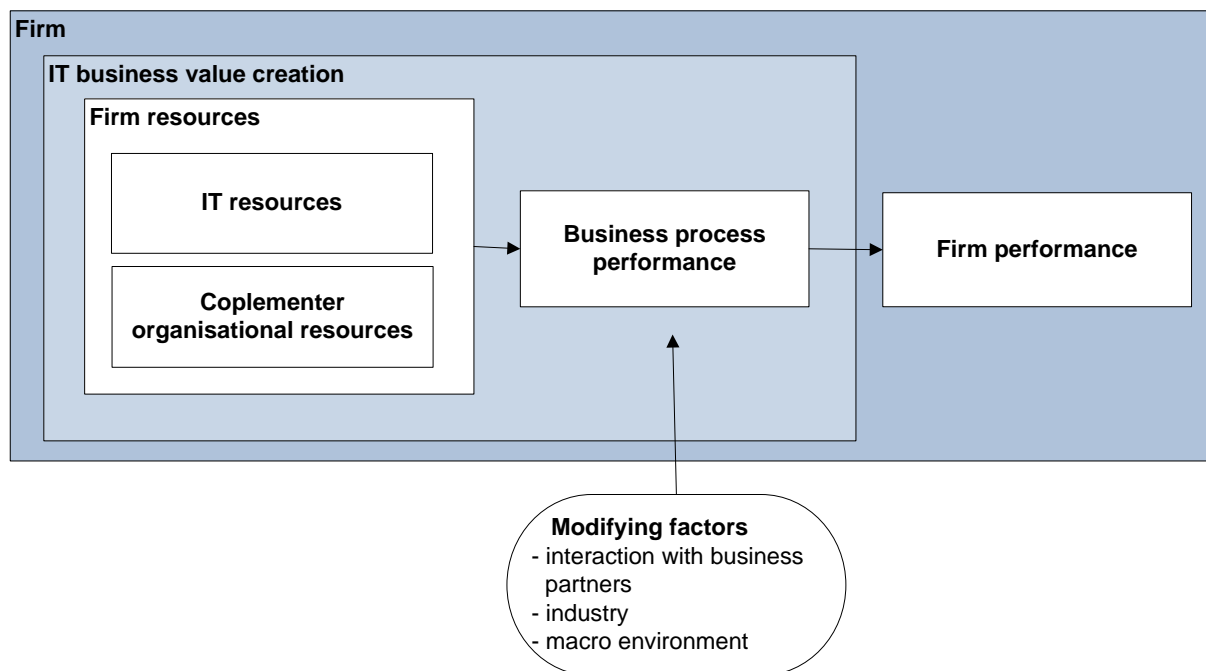 Firm
IT business value creation
Firm resources
IT resources
Coplementer
organisational resources
Business process
performance
Firm performance
Modifying factors
- interaction with business
partners
- industry
- macro environment